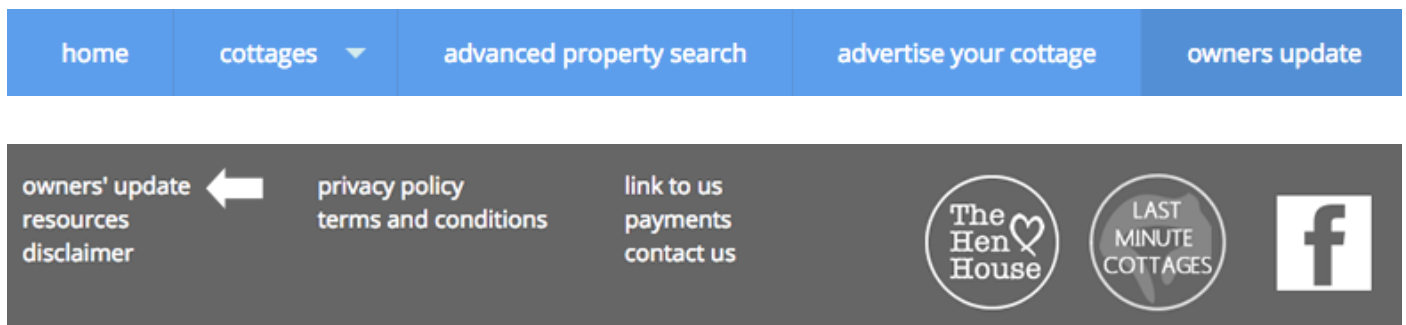 home cottages advanced property search advertise your cottage owners update
owners' update
resources
disclaimer
privacy policy
terms and conditions
link to us
payments
contact us
The
Hen
House
LAST
MINUTE
COTTAGES
f